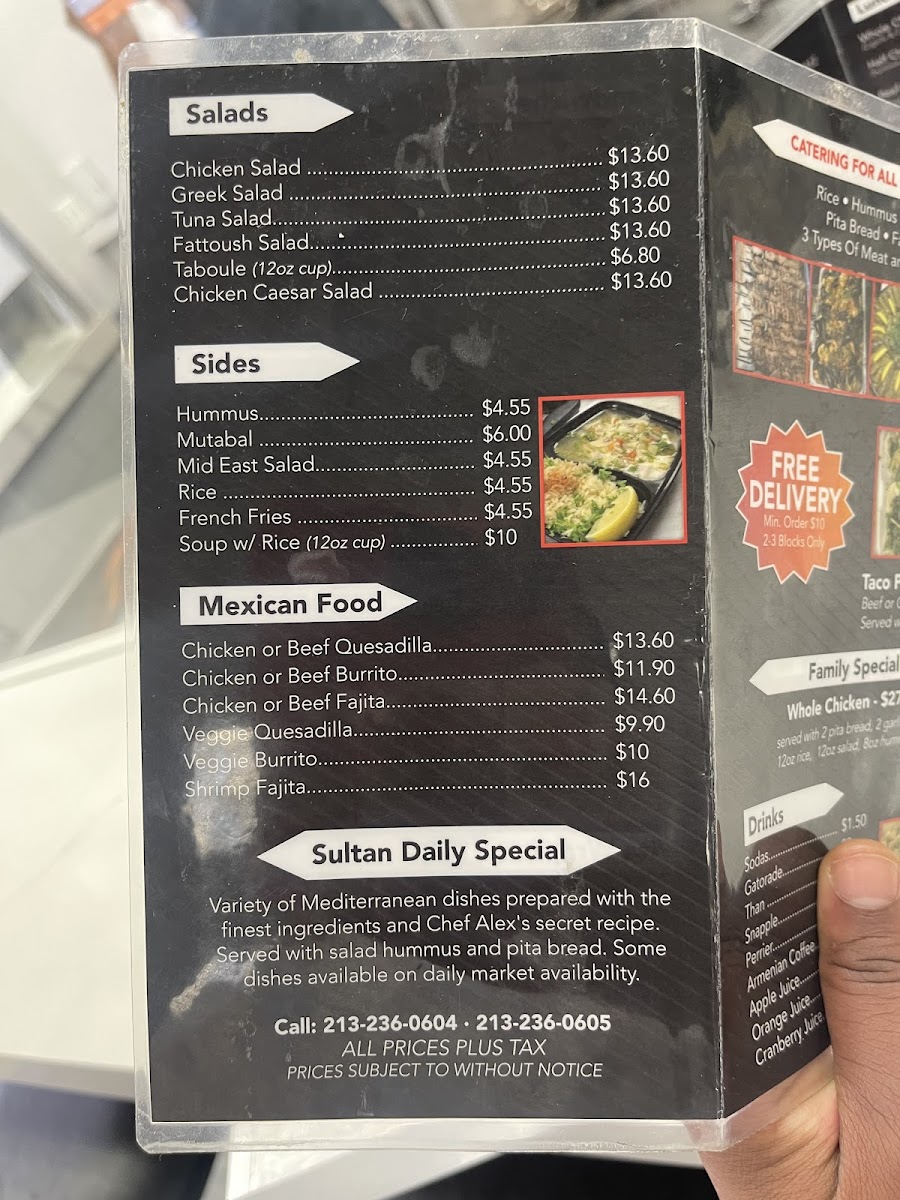 Salads
Chicken Salad ........ $13.60
Greek Salad ........ $13.60
Tuna Salad........ $13.60
Fattoush Salad........ $13.60
Taboule (12oz cup)........ $6.80
Chicken Caesar Salad ........ $13.60
Sides
Hummus........ $4.55
Mutabal ........ $6.00
Mid East Salad........ $4.55
Rice ........ $4.55
French Fries ........ $4.55
Soup w/ Rice (12oz cup) ........ $10
Mexican Food
Chicken or Beef Quesadilla........ $13.60
Chicken or Beef Burrito........ $11.90
Chicken or Beef Fajita........ $14.60
Veggie Quesadilla........ $9.90
Veggie Burrito........ $10
Shrimp Fajita........ $16
Sultan Daily Special
Variety of Mediterranean dishes prepared with the
finest ingredients and Chef Alex's secret recipe.
Served with salad hummus and pita bread. Some
dishes available on daily market availability.
Call: 213-236-0604 · 213-236-0605
ALL PRICES PLUS TAX
PRICES SUBJECT TO WITHOUT NOTICE
CATERING FOR ALL
Rice • Hummus
Pita Bread •
3 Types Of Meat
FREE
DELIVERY
Min. Order $10
2-3 Blocks Only
Taco
Beef or
Served
Family Special
Whole Chicken - $27
served with 2 pita bread, 2
12oz rice, 12oz salad, 8oz
Drinks
Sodas........ $1.50
Gatorade........
Than ........
Snapple........
Perrier........
Armenian Coffee..
Apple Juice........
Orange Juice......
Cranberry Juice.